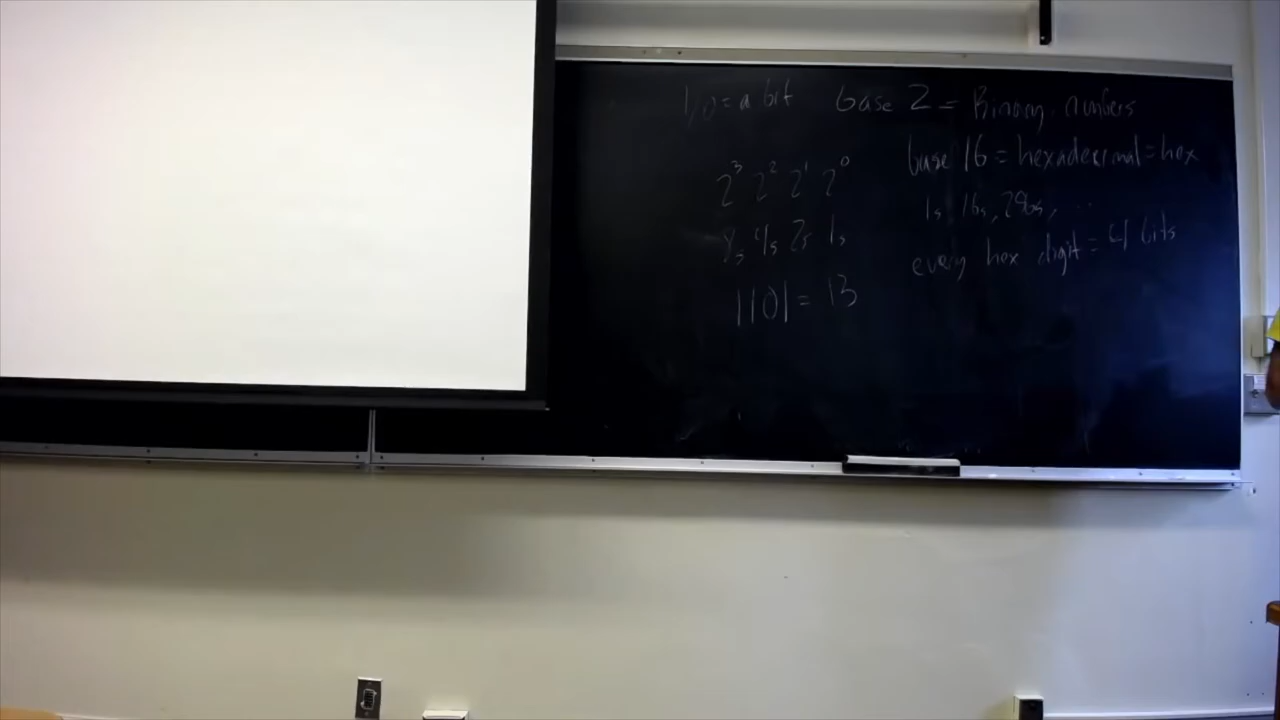 1,0 = a bit
base 2 = Binary numbers
2³ 2² 2¹ 2⁰
8s 4s 2s 1s
1101 = 13
base 16 = hexadecimal = hex
1s, 16s, 256s, ...
every hex digit = 4 bits